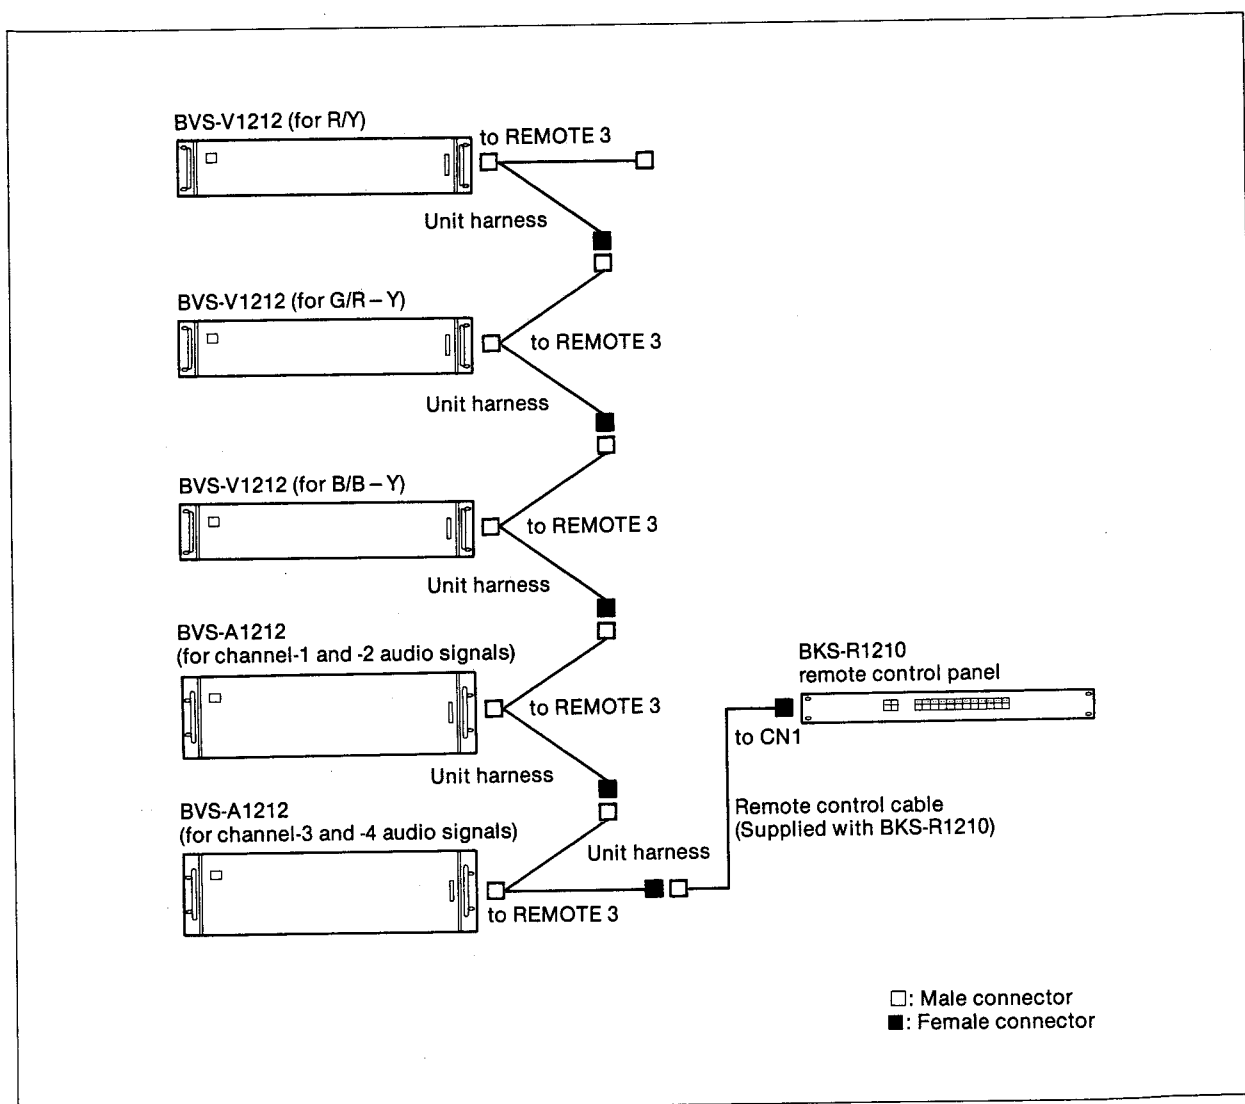 BVS-V1212 (for R/Y)
to REMOTE 3
Unit harness
BVS-V1212 (for G/R – Y)
to REMOTE 3
Unit harness
BVS-V1212 (for B/B – Y)
to REMOTE 3
Unit harness
BVS-A1212
(for channel-1 and -2 audio signals)
to REMOTE 3
Unit harness
BKS-R1210
remote control panel
to CN1
Remote control cable
(Supplied with BKS-R1210)
BVS-A1212
(for channel-3 and -4 audio signals)
Unit harness
to REMOTE 3
□: Male connector
■: Female connector